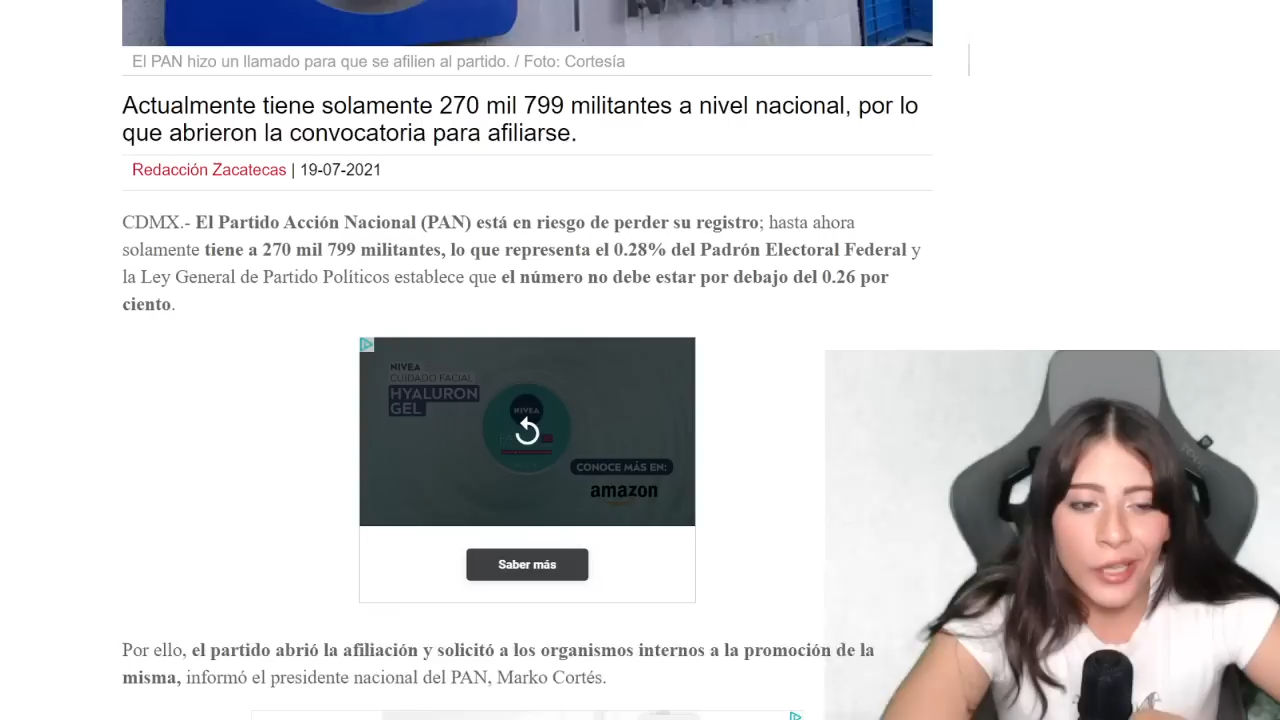 El PAN hizo un llamado para que se afilien al partido. / Foto: Cortesía
Actualmente tiene solamente 270 mil 799 militantes a nivel nacional, por lo
que abrieron la convocatoria para afiliarse.
Redacción Zacatecas | 19-07-2021
CDMX.- El Partido Acción Nacional (PAN) está en riesgo de perder su registro; hasta ahora
solamente tiene a 270 mil 799 militantes, lo que representa el 0.28% del Padrón Electoral Federal y
la Ley General de Partido Políticos establece que el número no debe estar por debajo del 0.26 por
ciento.
NIVEA
CUIDADO FACIAL
HYALURON
GEL
NIVEA
CONOCE MÁS EN:
amazon
Saber más
Por ello, el partido abrió la afiliación y solicitó a los organismos internos a la promoción de la
misma, informó el presidente nacional del PAN, Marko Cortés.